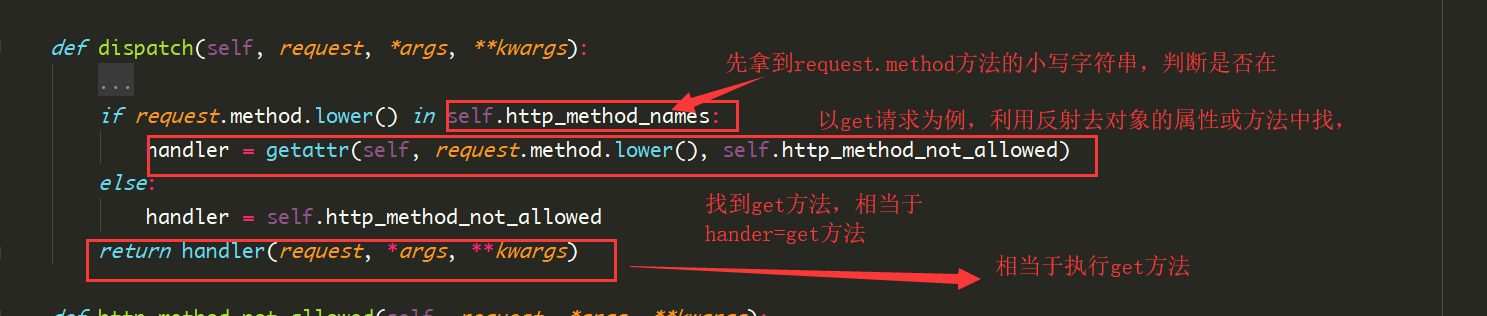 def dispatch(self, request, *args, **kwargs):
先拿到request.method方法的小写字符串，判断是否在
...
if request.method.lower() in self.http_method_names:
以get请求为例，利用反射去对象的属性或方法中找，
handler = getattr(self, request.method.lower(), self.http_method_not_allowed)
else:
handler = self.http_method_not_allowed
找到get方法，相当于
hander=get方法
return handler(request, *args, **kwargs)
相当于执行get方法
def http_method_not_allowed(self, request, *args, **kwargs):